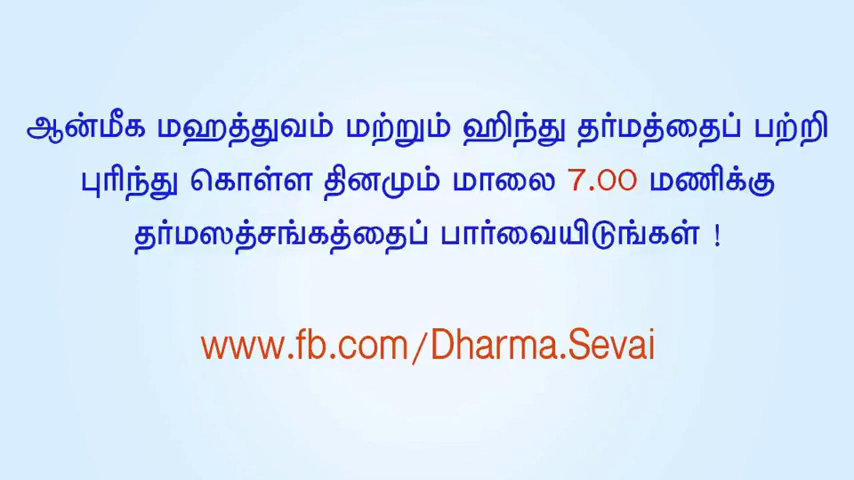 ஆன்மீக மஹத்துவம் மற்றும் ஹிந்து தர்மத்தைப் பற்றி
புரிந்து கொள்ள தினமும் மாலை 7.00 மணிக்கு
தர்மஸத்சங்கத்தைப் பார்வையிடுங்கள் !
www.fb.com/Dharma.Sevai